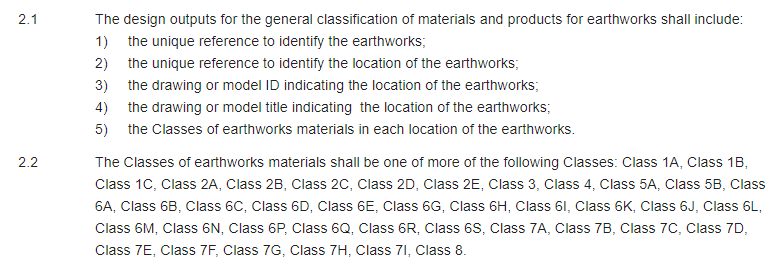 2.1 The design outputs for the general classification of materials and products for earthworks shall include:
1) the unique reference to identify the earthworks;
2) the unique reference to identify the location of the earthworks;
3) the drawing or model ID indicating the location of the earthworks;
4) the drawing or model title indicating the location of the earthworks;
5) the Classes of earthworks materials in each location of the earthworks.
2.2 The Classes of earthworks materials shall be one of more of the following Classes: Class 1A, Class 1B,
Class 1C, Class 2A, Class 2B, Class 2C, Class 2D, Class 2E, Class 3, Class 4, Class 5A, Class 5B, Class
6A, Class 6B, Class 6C, Class 6D, Class 6E, Class 6G, Class 6H, Class 6I, Class 6K, Class 6J, Class 6L,
Class 6M, Class 6N, Class 6P, Class 6Q, Class 6R, Class 6S, Class 7A, Class 7B, Class 7C, Class 7D,
Class 7E, Class 7F, Class 7G, Class 7H, Class 7I, Class 8.